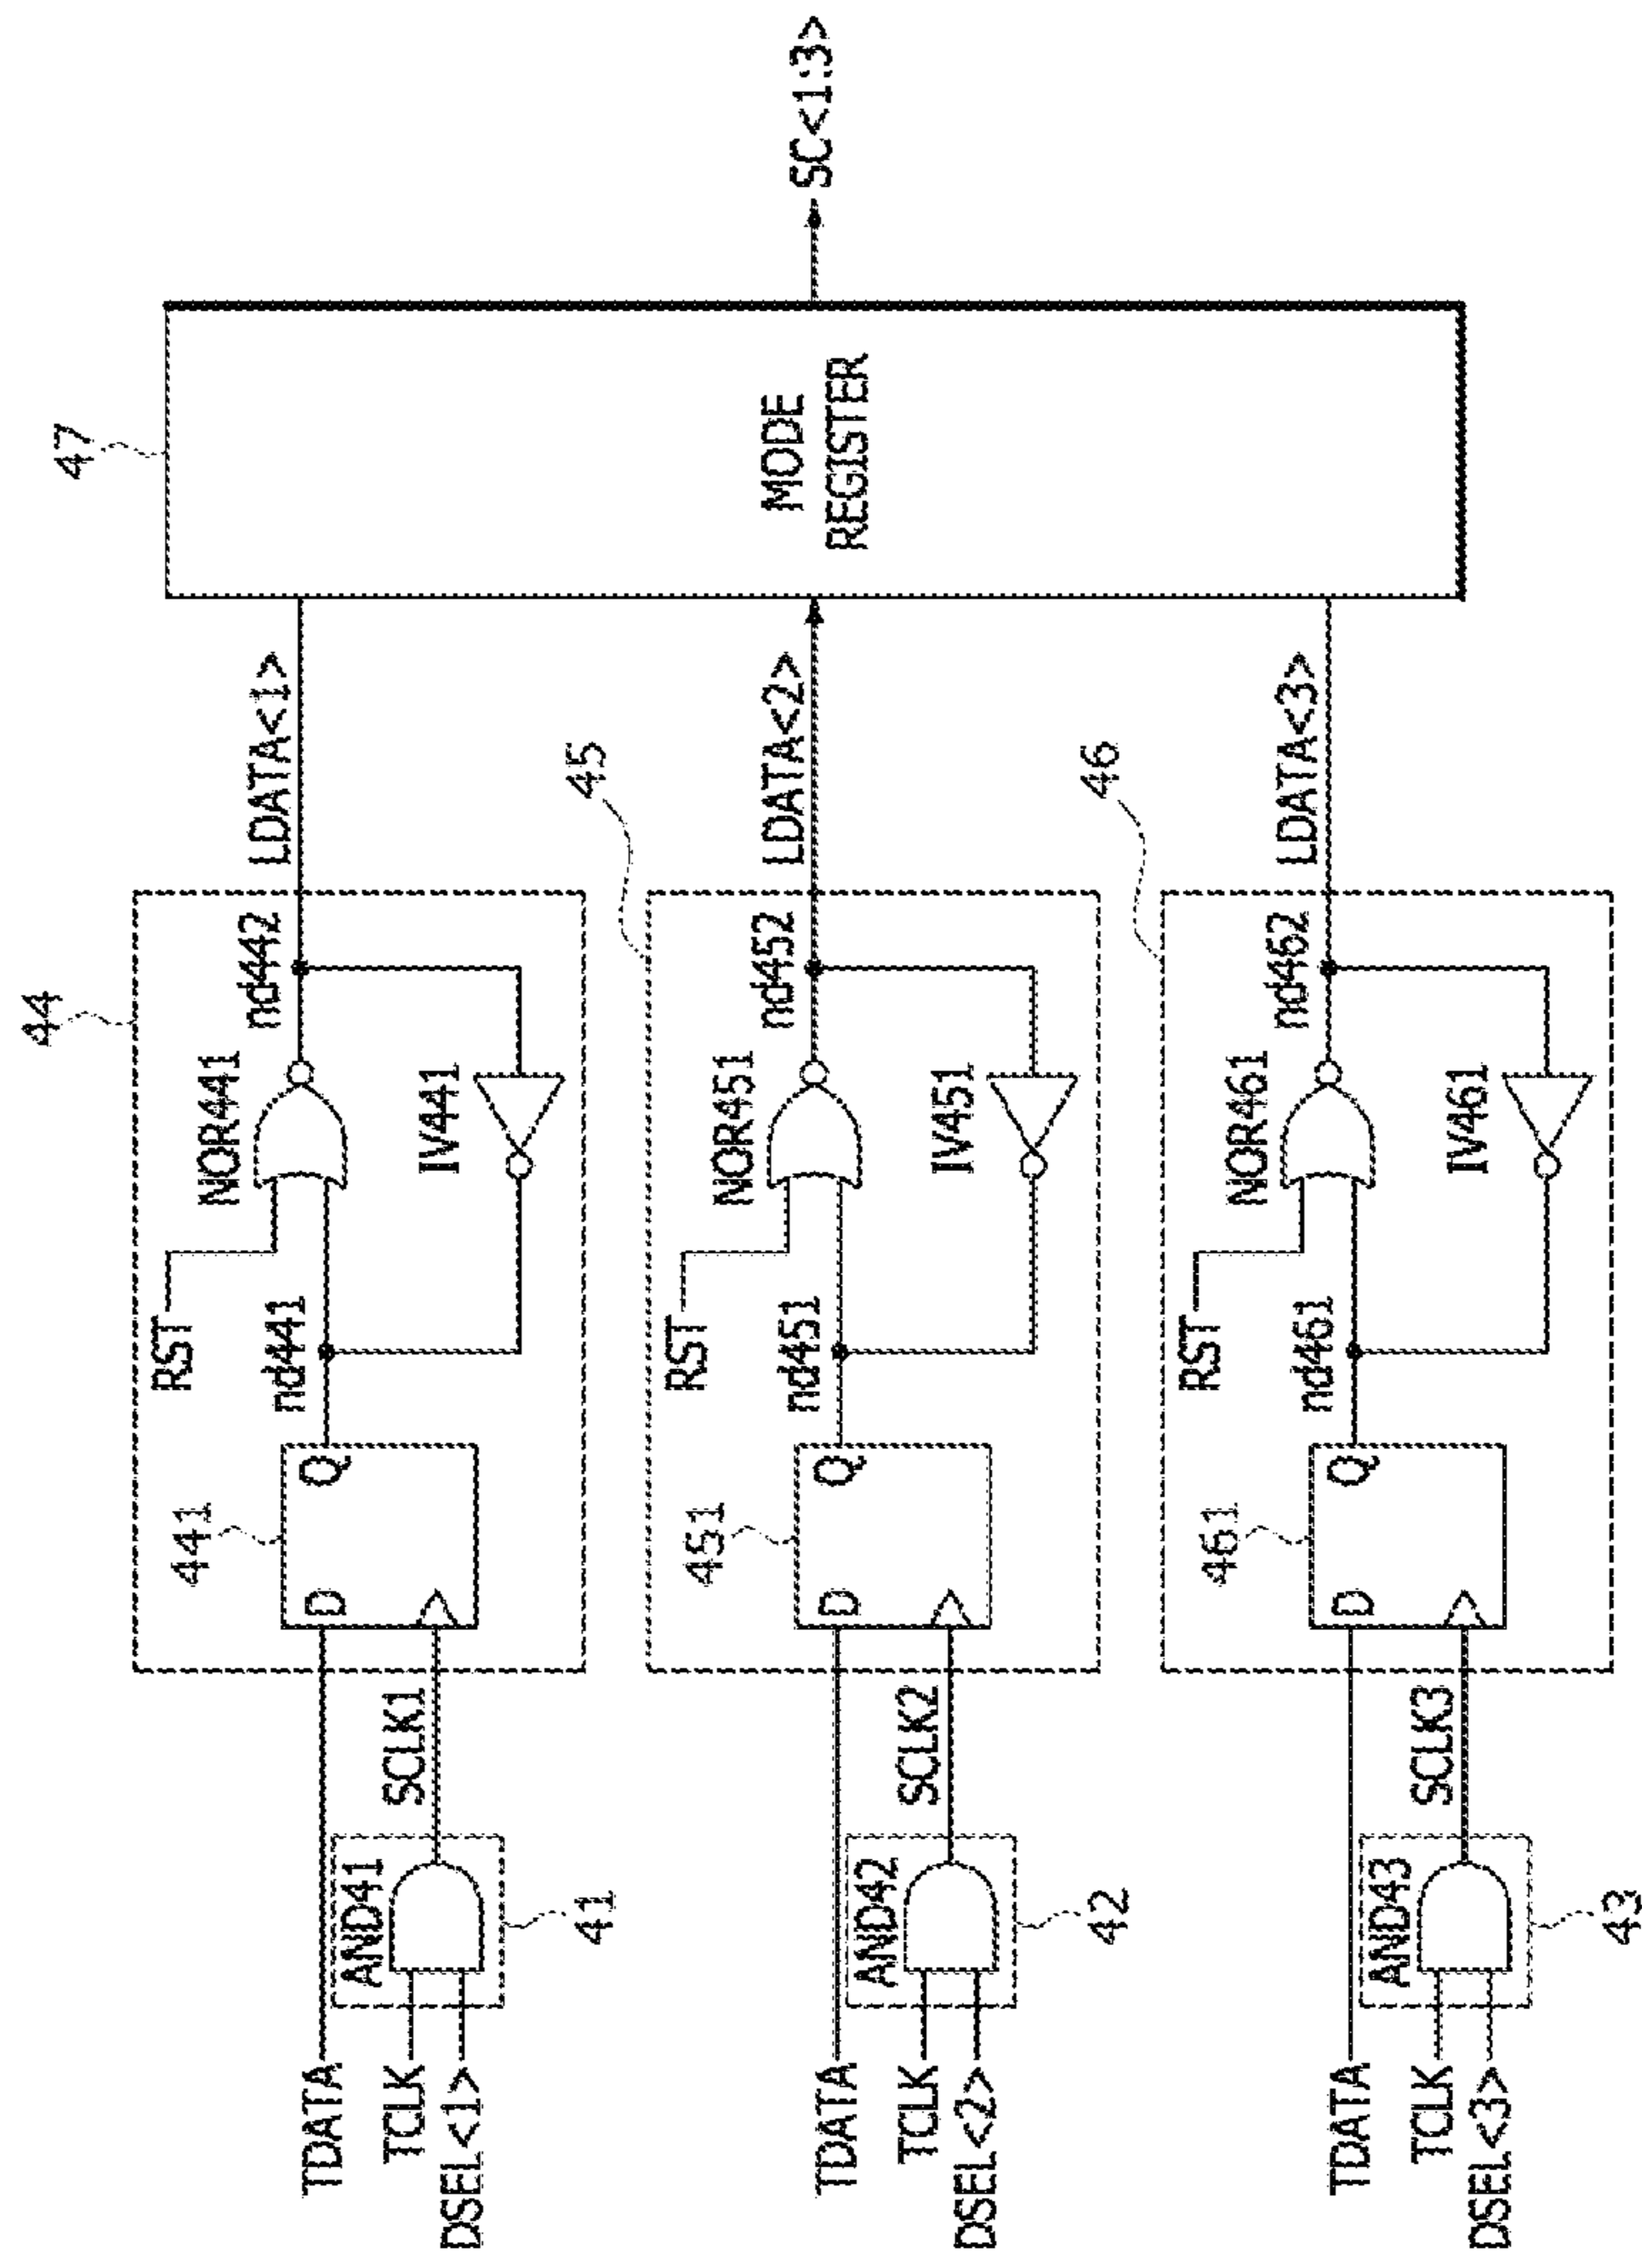 44
RST
NOR441
nd441
nd442
LDATA<1>
441
D
Q
TDATA
SCLK1
IV441
AND41
TCLK
DSEL<1>
41
45
RST
NOR451
nd451
nd452
LDATA<2>
451
D
Q
TDATA
SCLK2
IV451
AND42
TCLK
DSEL<2>
42
46
RST
NOR461
nd461
nd462
LDATA<3>
461
D
Q
TDATA
SCLK3
IV461
AND43
TCLK
DSEL<3>
43
47
MODE
REGISTER
SC<1:3>